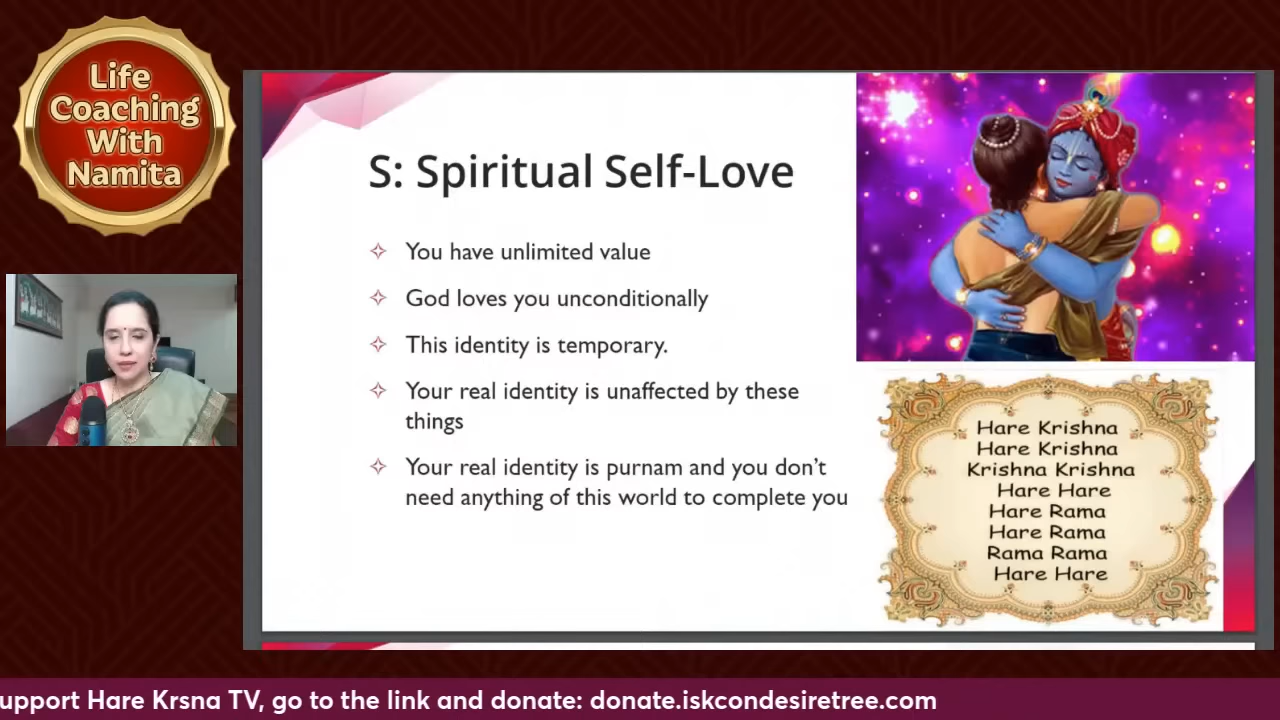 Life
Coaching
With
Namita
S: Spiritual Self-Love
You have unlimited value
God loves you unconditionally
This identity is temporary.
Your real identity is unaffected by these
things
Your real identity is purnam and you don't
need anything of this world to complete you
Hare Krishna
Hare Krishna
Krishna Krishna
Hare Hare
Hare Rama
Hare Rama
Rama Rama
Hare Hare
upport Hare Krsna TV, go to the link and donate: donate.iskcondesiretree.com